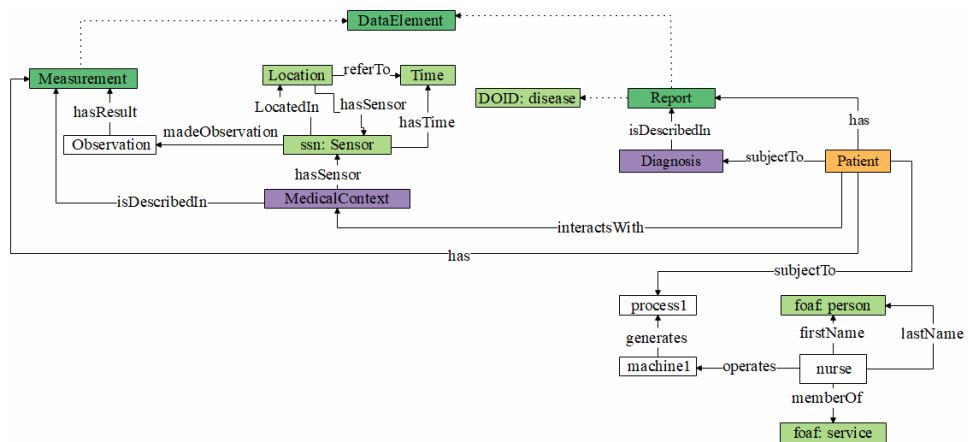 DataElement
Location
referTo
Time
Measurement
DOID: disease
Report
hasSensor
LocatedIn
hasResult
hasTime
has
madeObservation
isDescribedIn
Observation
ssn: Sensor
Diagnosis
subjectTo
Patient
hasSensor
MedicalContext
isDescribedIn
interactsWith
has
subjectTo
process1
foaf: person
generates
firstName
lastName
machine1
operates
nurse
memberOf
foaf: service